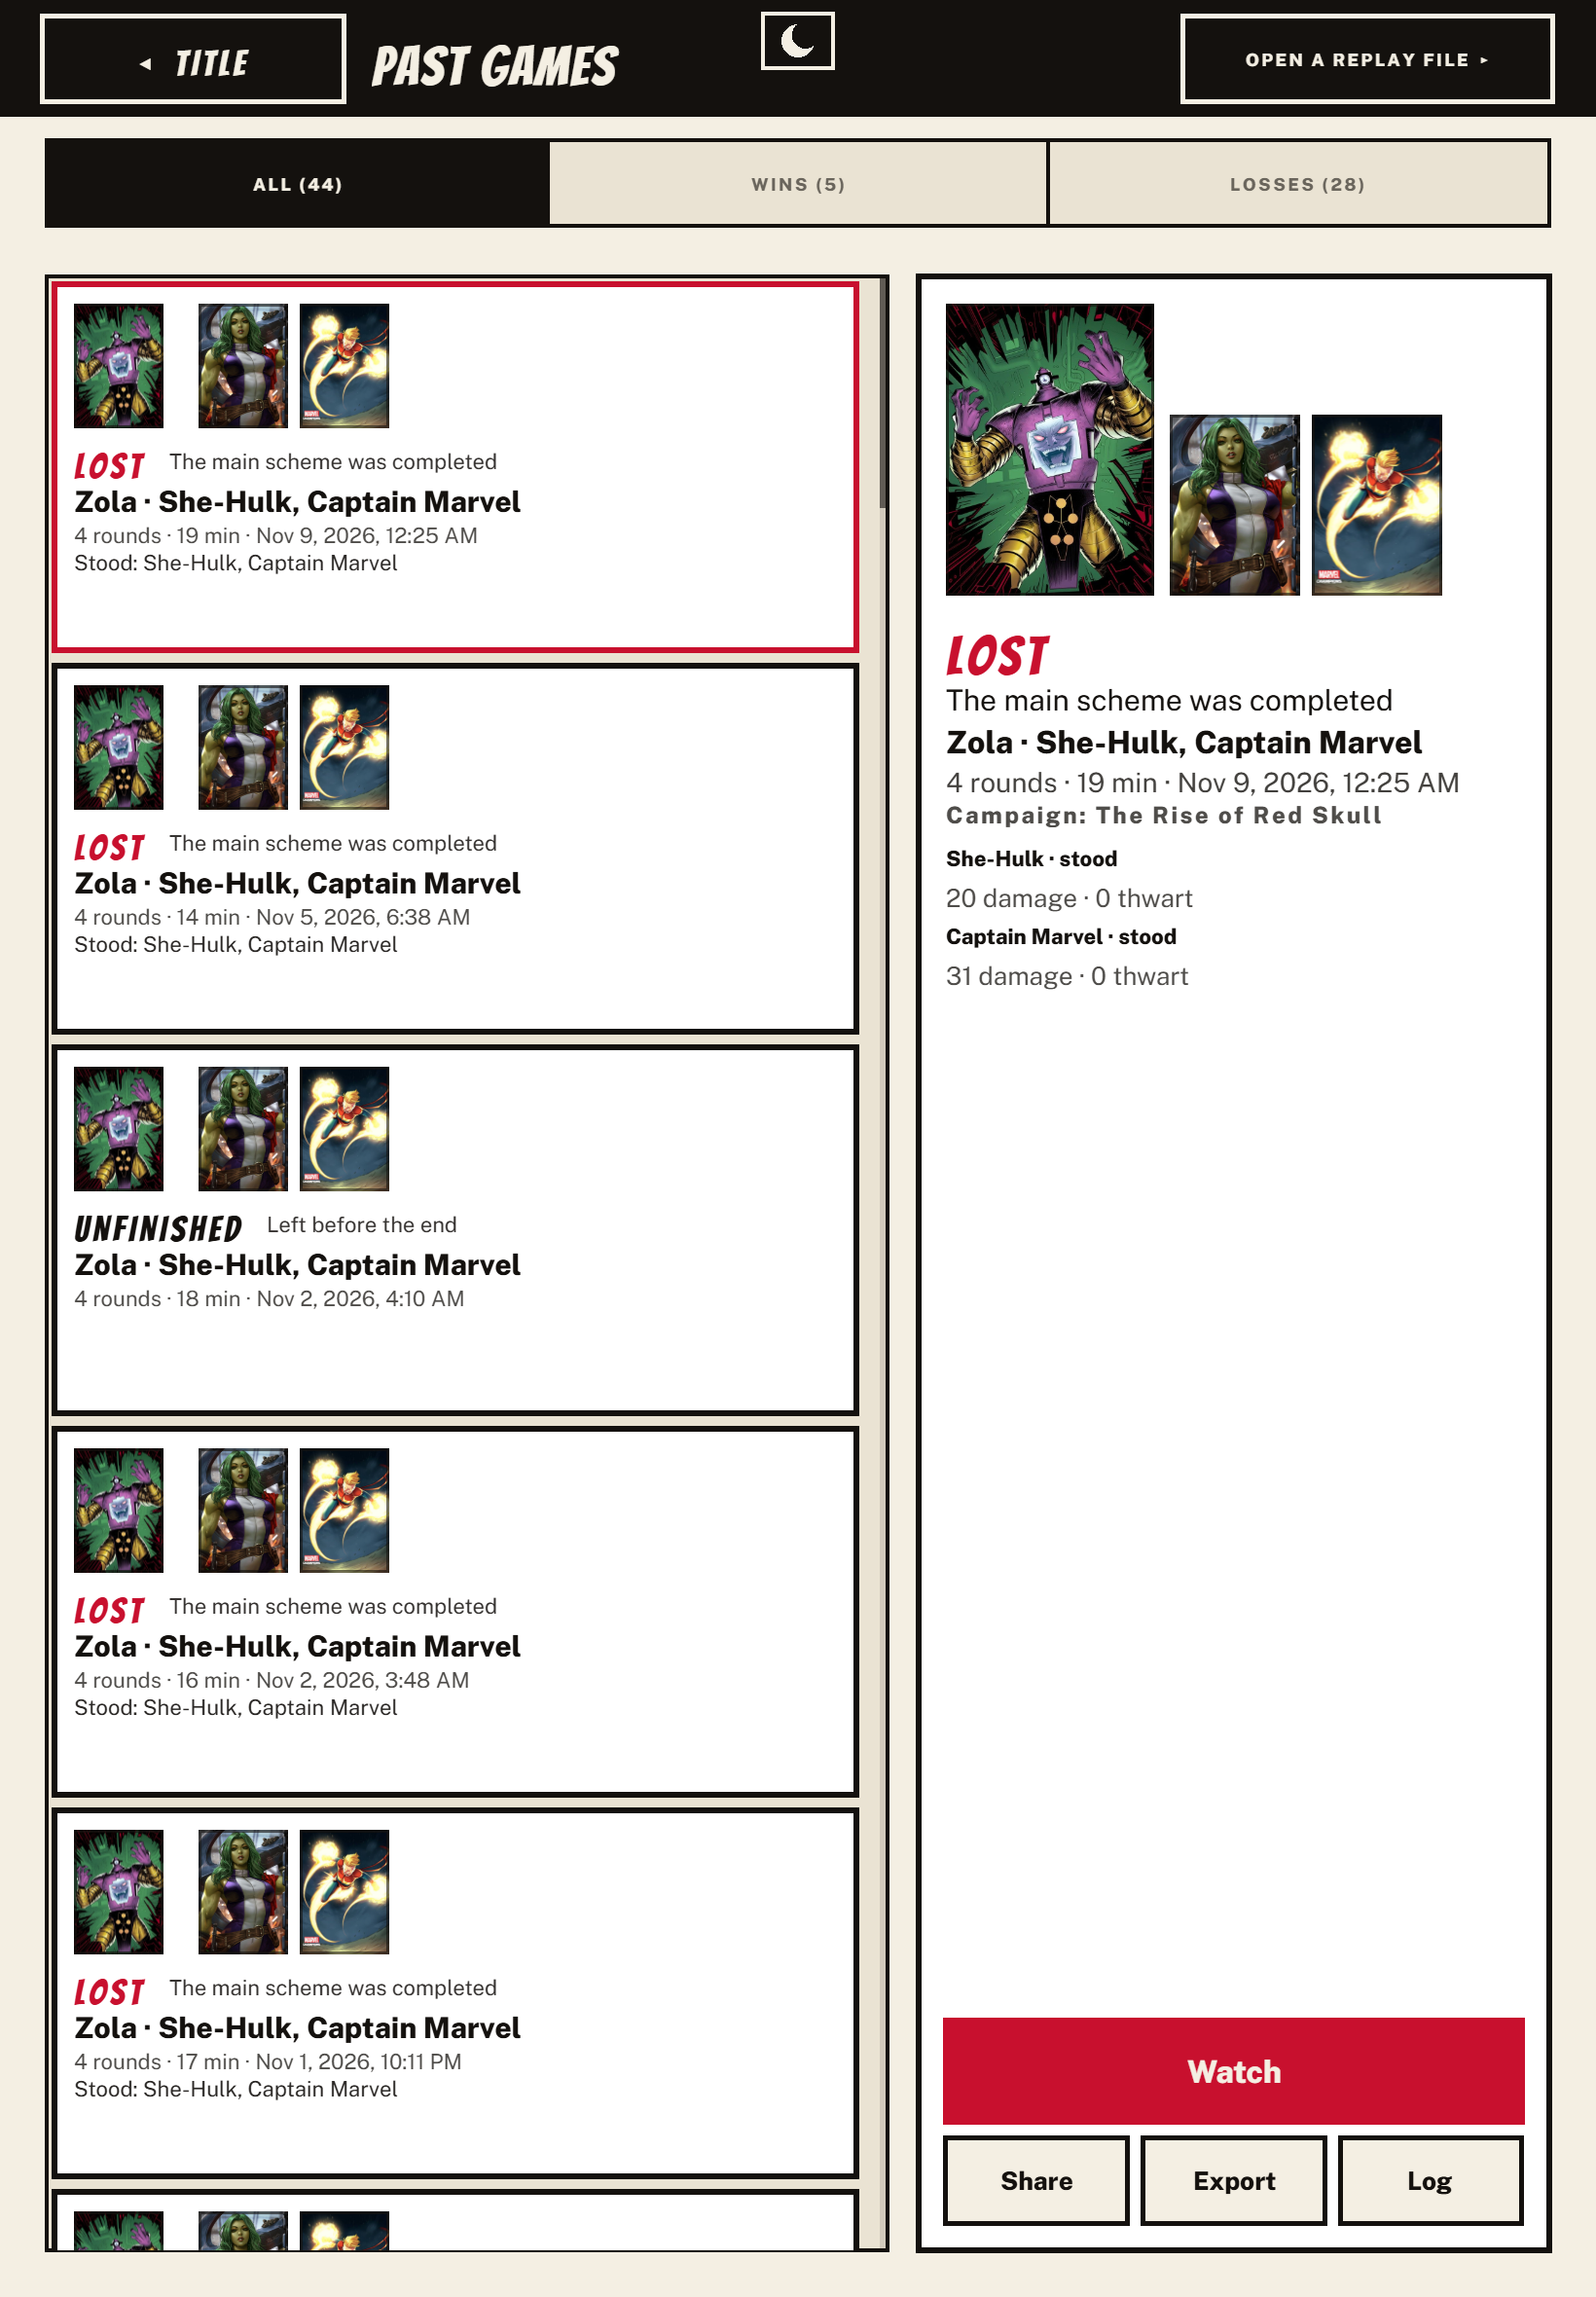 ◂ TITLE
PAST GAMES
OPEN A REPLAY FILE ▸
ALL (44)
WINS (5)
LOSSES (28)
LOST The main scheme was completed
Zola · She-Hulk, Captain Marvel
4 rounds · 19 min · Nov 9, 2026, 12:25 AM
Stood: She-Hulk, Captain Marvel
LOST The main scheme was completed
Zola · She-Hulk, Captain Marvel
4 rounds · 14 min · Nov 5, 2026, 6:38 AM
Stood: She-Hulk, Captain Marvel
UNFINISHED Left before the end
Zola · She-Hulk, Captain Marvel
4 rounds · 18 min · Nov 2, 2026, 4:10 AM
LOST The main scheme was completed
Zola · She-Hulk, Captain Marvel
4 rounds · 16 min · Nov 2, 2026, 3:48 AM
Stood: She-Hulk, Captain Marvel
LOST The main scheme was completed
Zola · She-Hulk, Captain Marvel
4 rounds · 17 min · Nov 1, 2026, 10:11 PM
Stood: She-Hulk, Captain Marvel
MARVEL
CHAMPIONS
LOST
The main scheme was completed
Zola · She-Hulk, Captain Marvel
4 rounds · 19 min · Nov 9, 2026, 12:25 AM
Campaign: The Rise of Red Skull
She-Hulk · stood
20 damage · 0 thwart
Captain Marvel · stood
31 damage · 0 thwart
Watch
Share
Export
Log